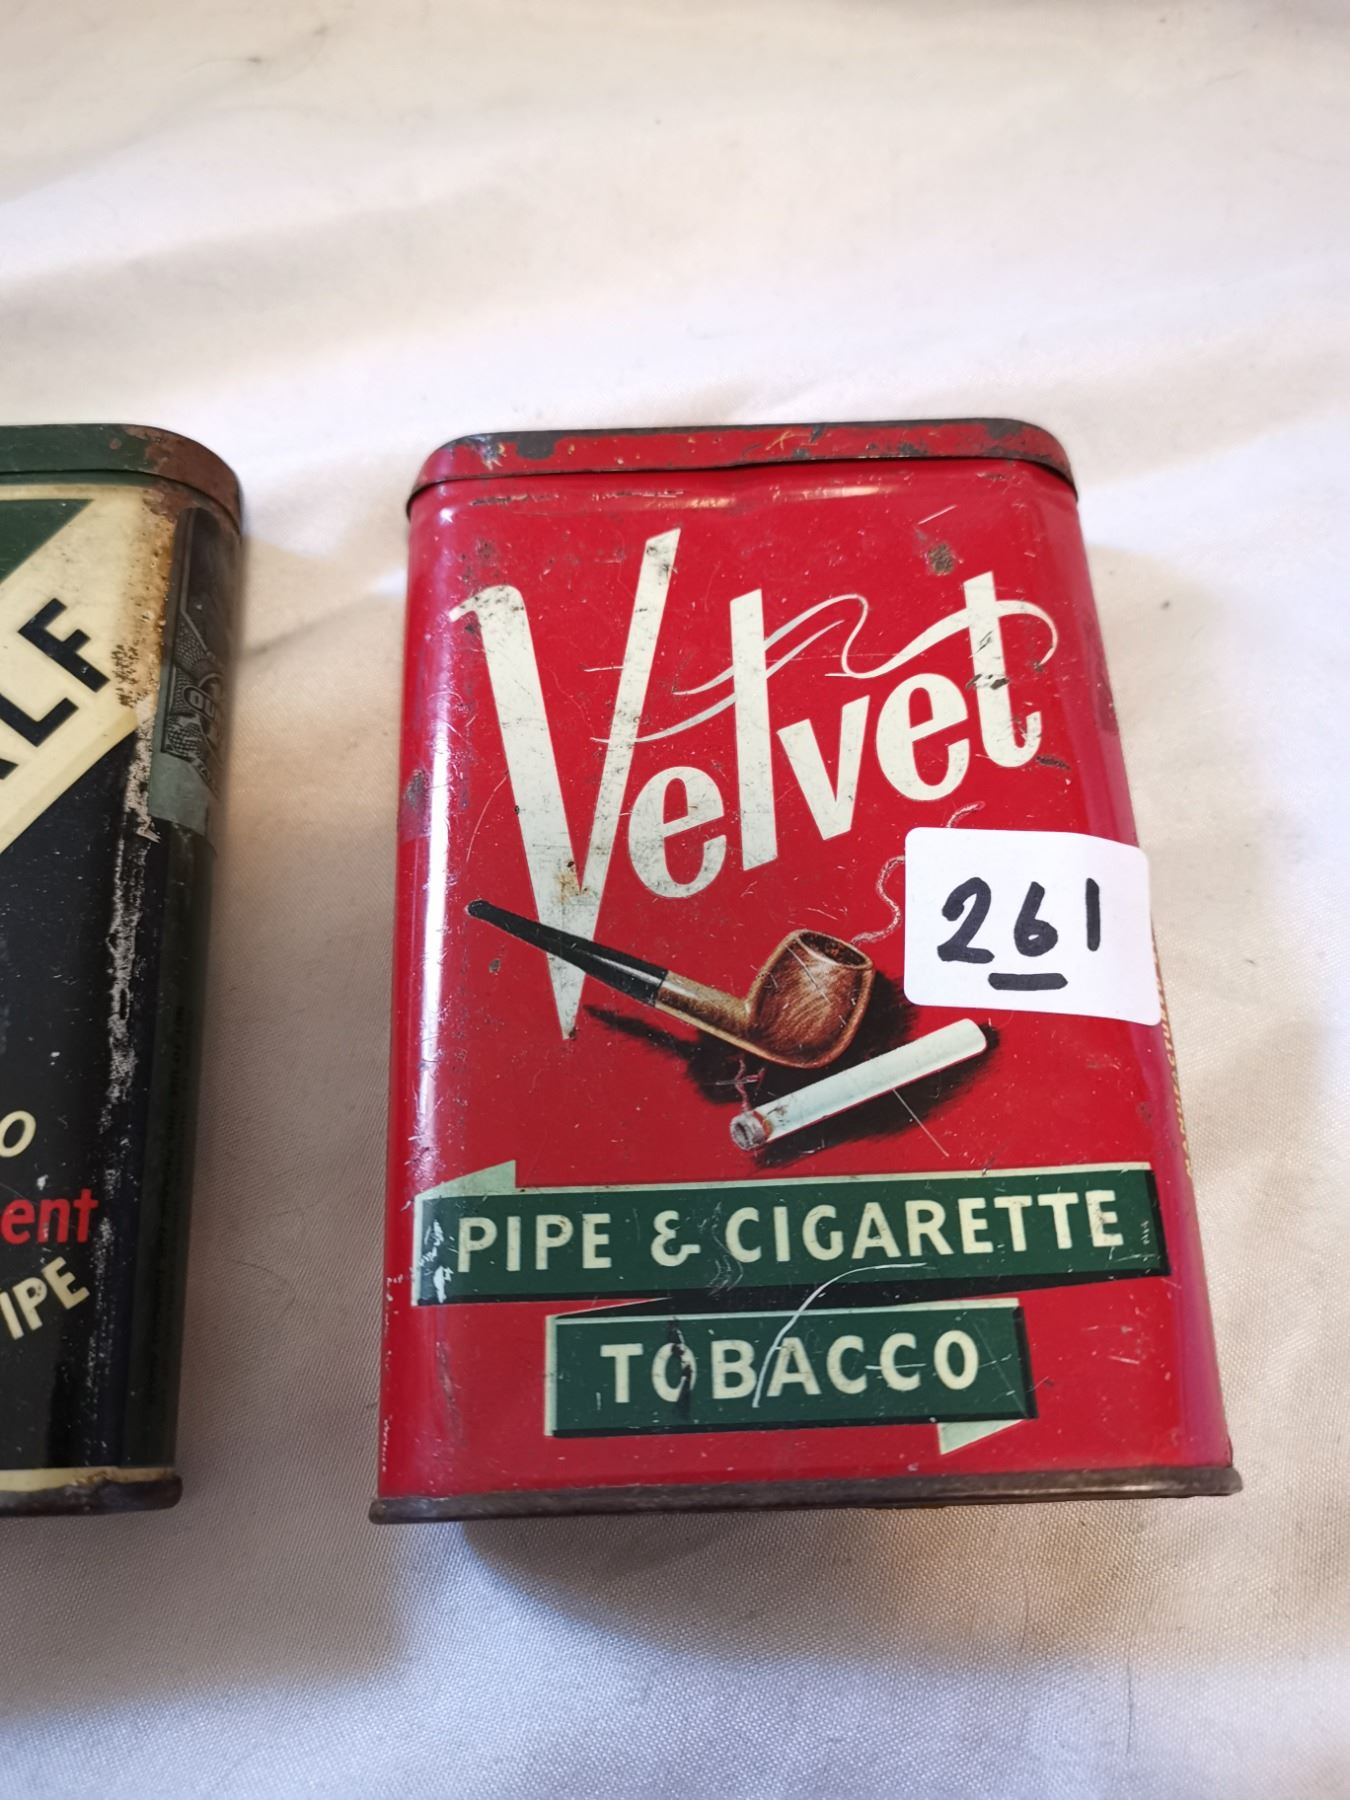 ALF
O
ent
IPE
Velvet
261
PIPE & CIGARETTE
TOBACCO